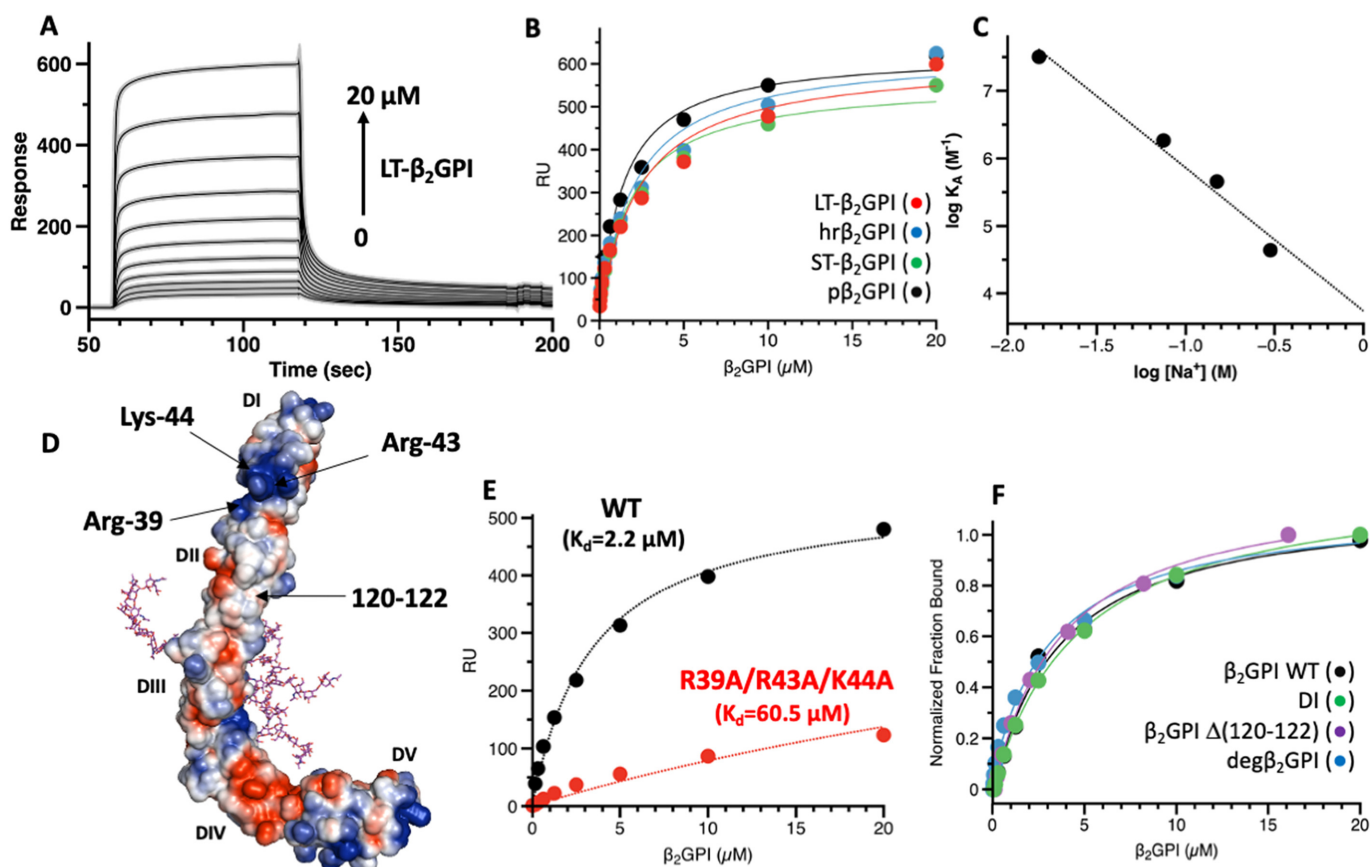 A
Response
600
400
200
0
20 µM
LT-β₂GPI
0
50
100
150
200
Time (sec)
B
RU
600
500
400
300
200
100
0
LT-β₂GPI (●)
hrβ₂GPI (●)
ST-β₂GPI (●)
pβ₂GPI (●)
0
5
10
15
20
β₂GPI (µM)
C
log K_A (M⁻¹)
7
6
5
4
−2.0
−1.5
−1.0
−0.5
0
log [Na⁺] (M)
D
DI
Lys-44
Arg-43
Arg-39
DII
120-122
DIII
DV
DIV
E
RU
500
400
300
200
100
0
WT
(K_d=2.2 µM)
R39A/R43A/K44A
(K_d=60.5 µM)
0
5
10
15
20
β₂GPI (µM)
F
Normalized Fraction Bound
1.0
0.8
0.6
0.4
0.2
0
β₂GPI WT (●)
DI (●)
β₂GPI Δ(120-122) (●)
degβ₂GPI (●)
0
5
10
15
20
β₂GPI (µM)